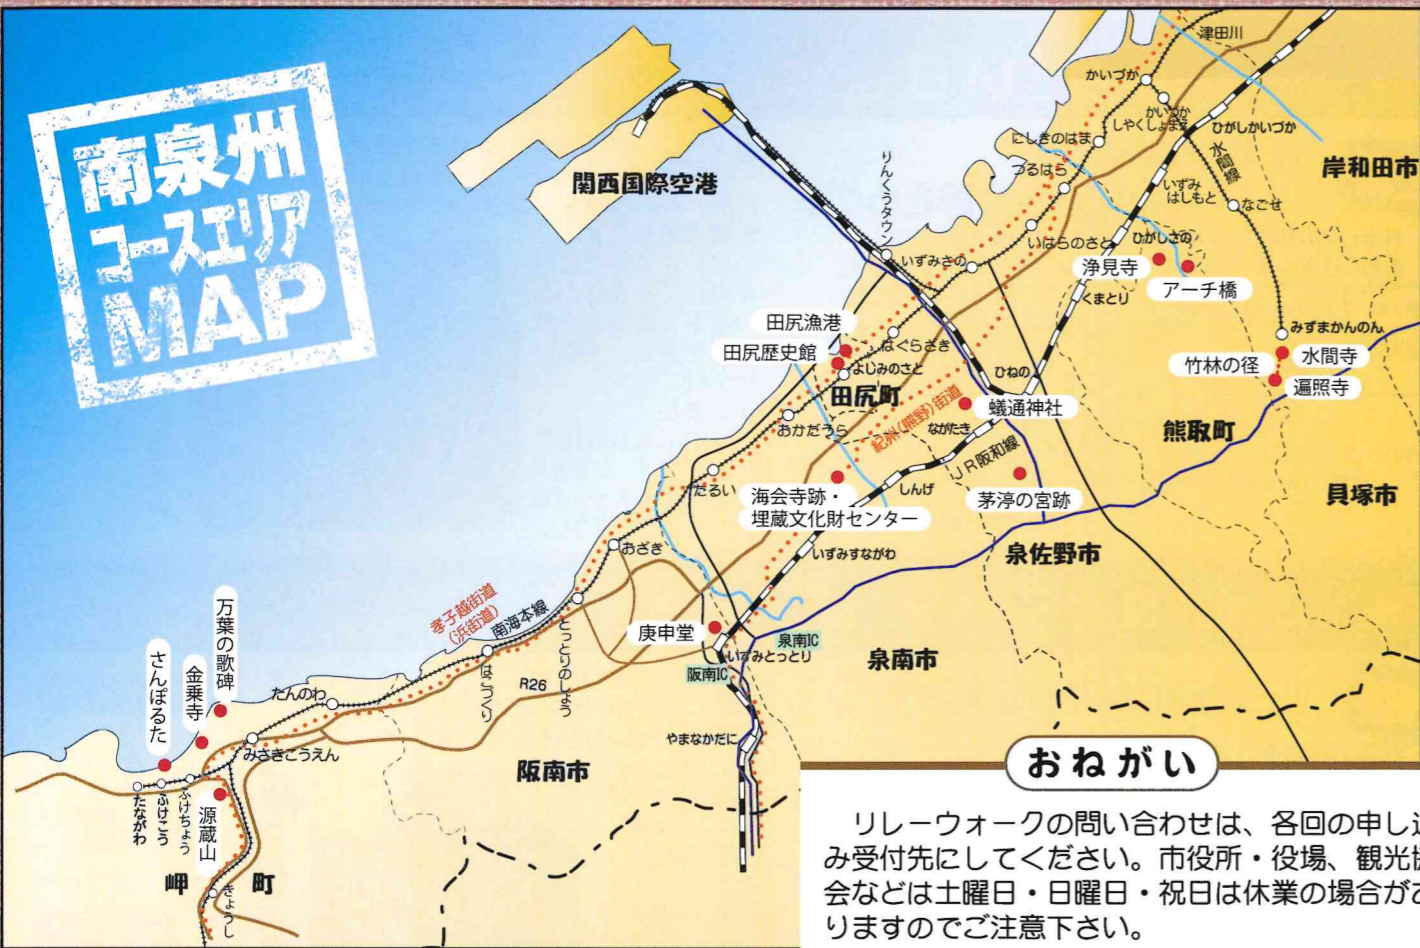 南泉州
コースエリア
MAP
関西国際空港
りんくうタウン
津田川
かいづか
かいづか
しやくしょまえ
ひがしかいづか
にしきのはま
つるはら
水間線
岸和田市
いずみ
はしもと
なごせ
いはらのさと
ひがしさの
いずみさの
浄見寺
アーチ橋
くまとり
みずまかんのん
水間寺
竹林の径
遍照寺
田尻漁港
はぐらざき
田尻歴史館
よしみのさと
田尻町
ひねの
紀州(熊野)街道
蟻通神社
ながたき
熊取町
おかだうら
JR阪和線
しんげ
貝塚市
たるい
海会寺跡・
埋蔵文化財センター
茅渟の宮跡
おざき
いずみすながわ
泉佐野市
孝子越街道
(浜街道)
南海本線
とっとりのしょう
庚申堂
泉南IC
いずみとっとり
泉南市
阪南IC
はこつくり
R26
万葉の歌碑
金乗寺
さんぽるた
たんのわ
みさきこうえん
やまなかだに
阪南市
たながわ
ふけこう
ふけちょう
源蔵山
岬町
きょうし
おねがい
リレーウォークの問い合わせは、各回の申し込
み受付先にしてください。市役所・役場、観光協
会などは土曜日・日曜日・祝日は休業の場合があ
りますのでご注意下さい。